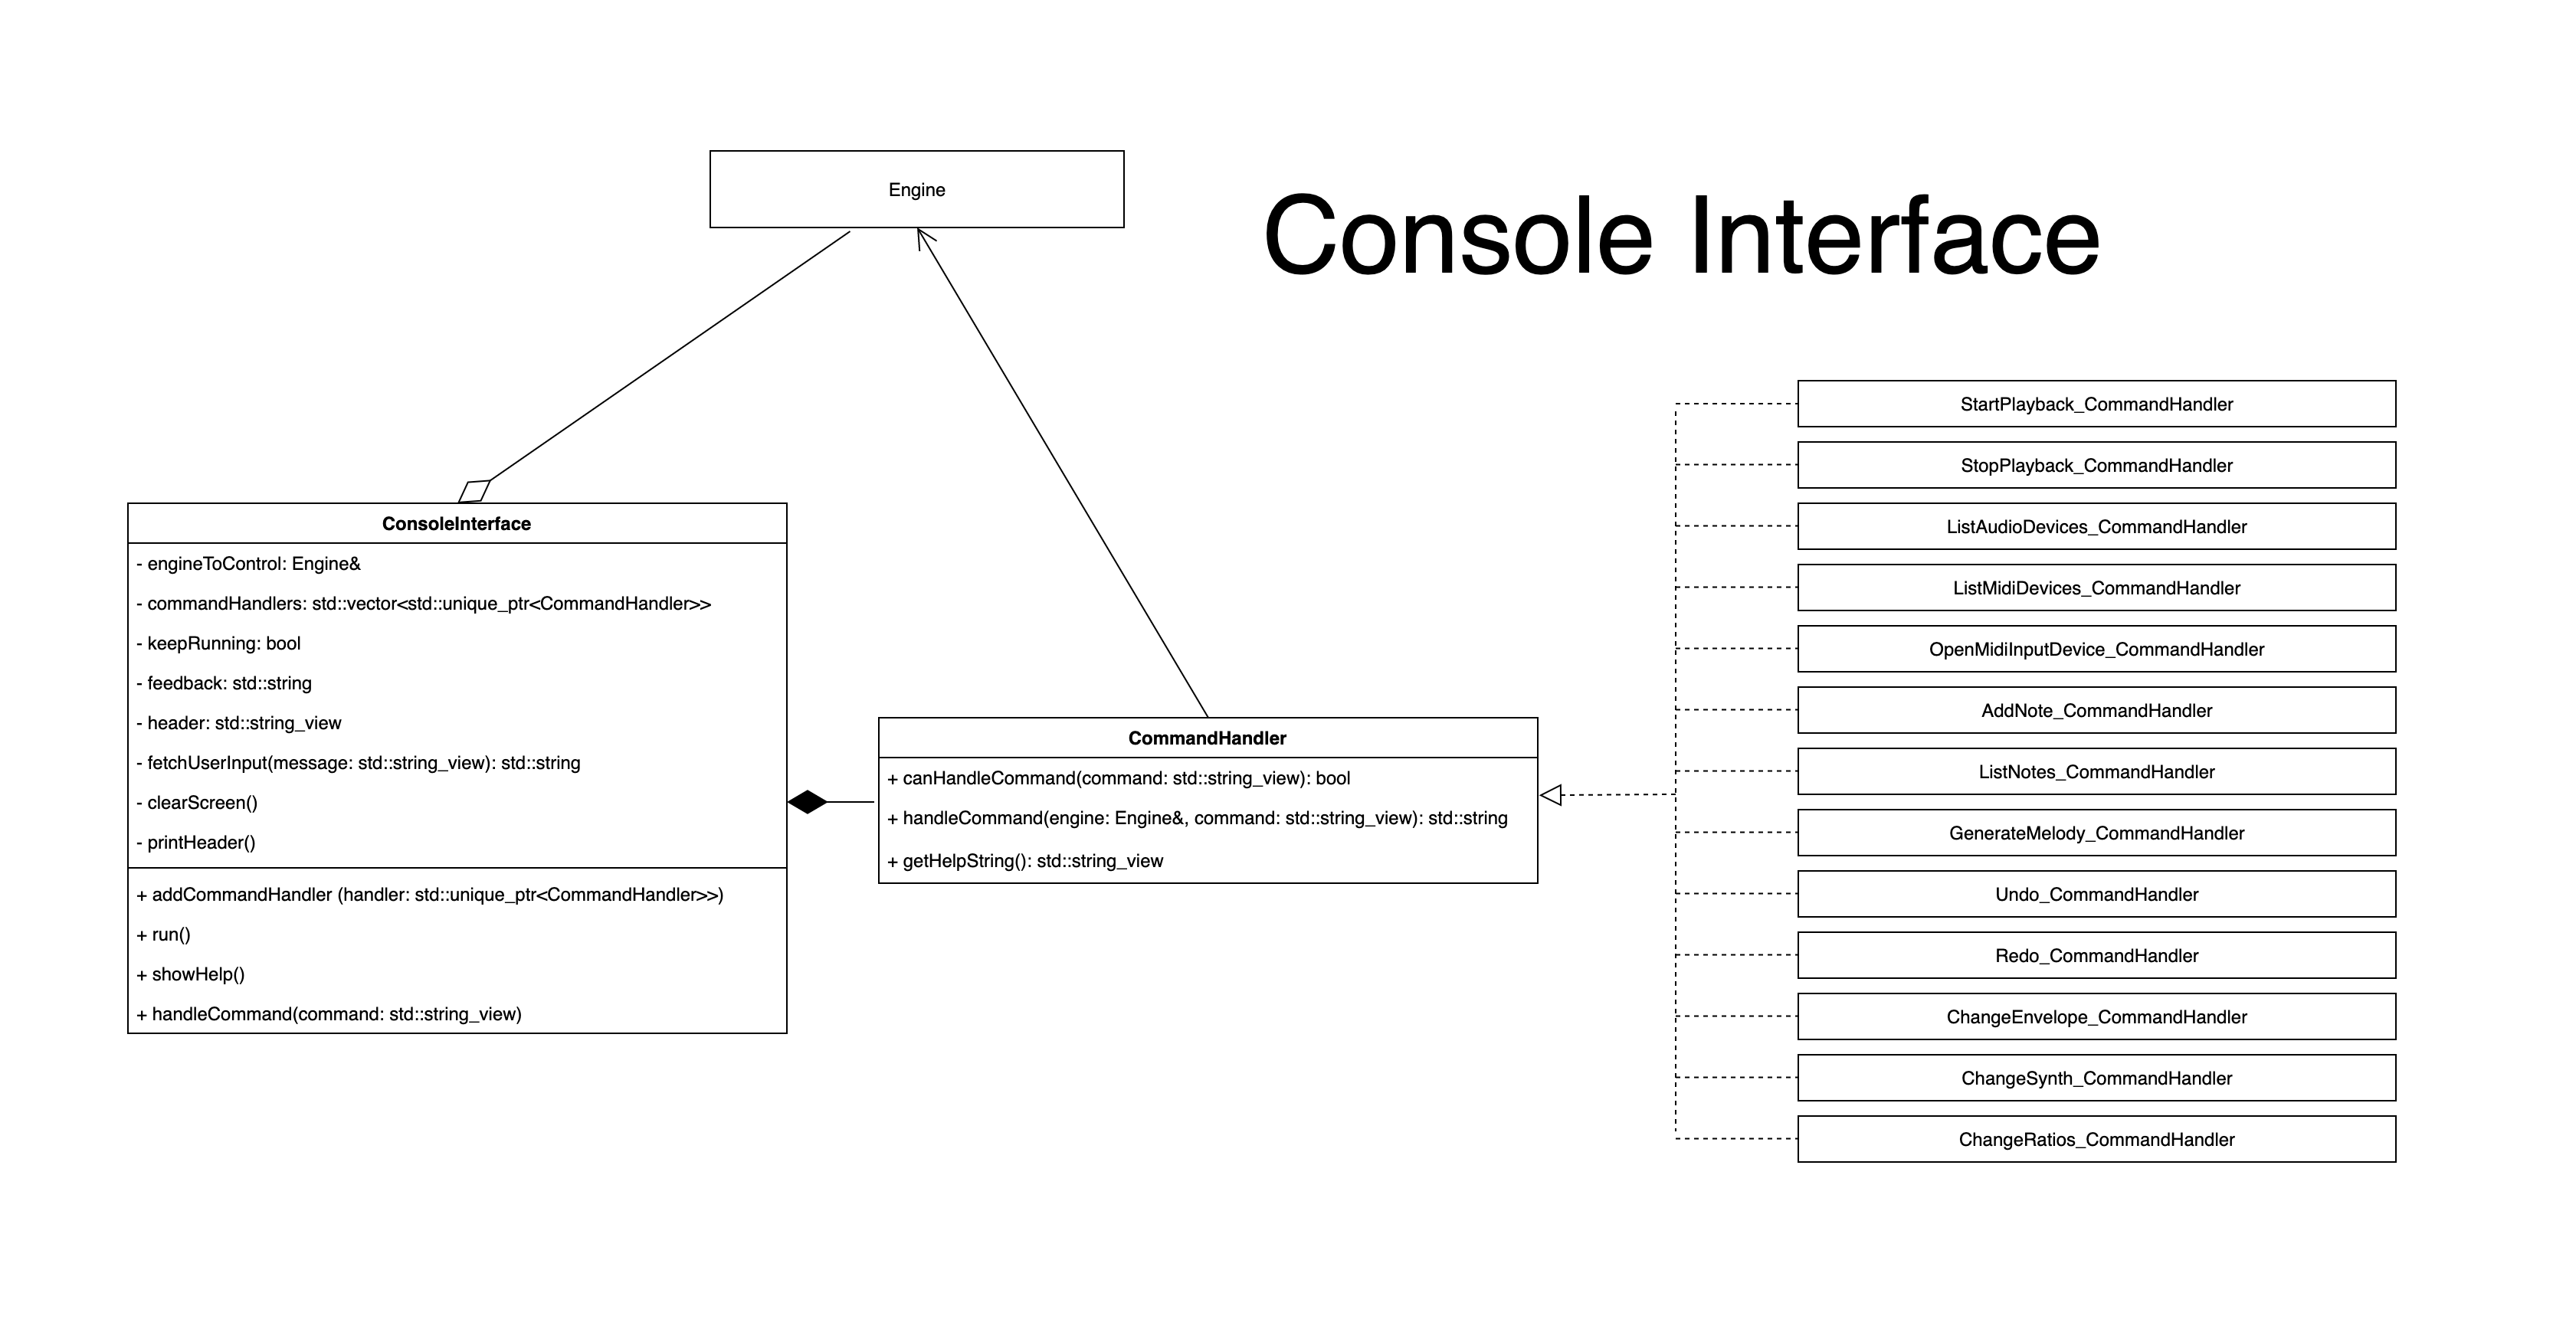 Engine
Console Interface
ConsoleInterface
- engineToControl: Engine&
- commandHandlers: std::vector<std::unique_ptr<CommandHandler>>
- keepRunning: bool
- feedback: std::string
- header: std::string_view
- fetchUserInput(message: std::string_view): std::string
- clearScreen()
- printHeader()
+ addCommandHandler (handler: std::unique_ptr<CommandHandler>>)
+ run()
+ showHelp()
+ handleCommand(command: std::string_view)
CommandHandler
+ canHandleCommand(command: std::string_view): bool
+ handleCommand(engine: Engine&, command: std::string_view): std::string
+ getHelpString(): std::string_view
StartPlayback_CommandHandler
StopPlayback_CommandHandler
ListAudioDevices_CommandHandler
ListMidiDevices_CommandHandler
OpenMidiInputDevice_CommandHandler
AddNote_CommandHandler
ListNotes_CommandHandler
GenerateMelody_CommandHandler
Undo_CommandHandler
Redo_CommandHandler
ChangeEnvelope_CommandHandler
ChangeSynth_CommandHandler
ChangeRatios_CommandHandler